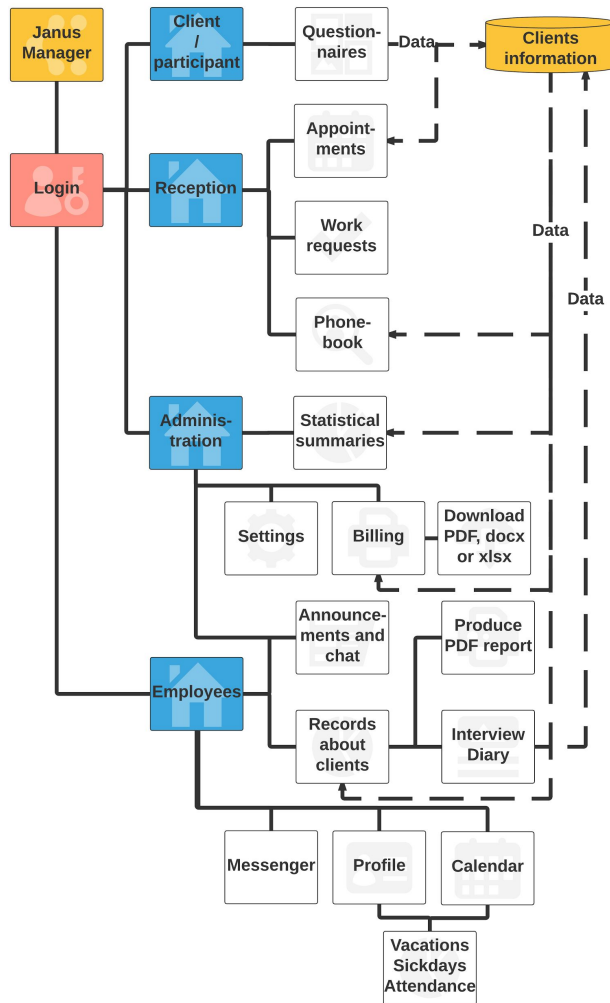 Janus
Manager
Client
/
participant
Question-
naires
Data
Clients
information
Login
Reception
Appoint-
ments
Work
requests
Data
Data
Phone-
book
Adminis-
tration
Statistical
summaries
Settings
Billing
Download
PDF, docx
or xlsx
Announce-
ments and
chat
Produce
PDF report
Employees
Records
about
clients
Interview
Diary
Messenger
Profile
Calendar
Vacations
Sickdays
Attendance